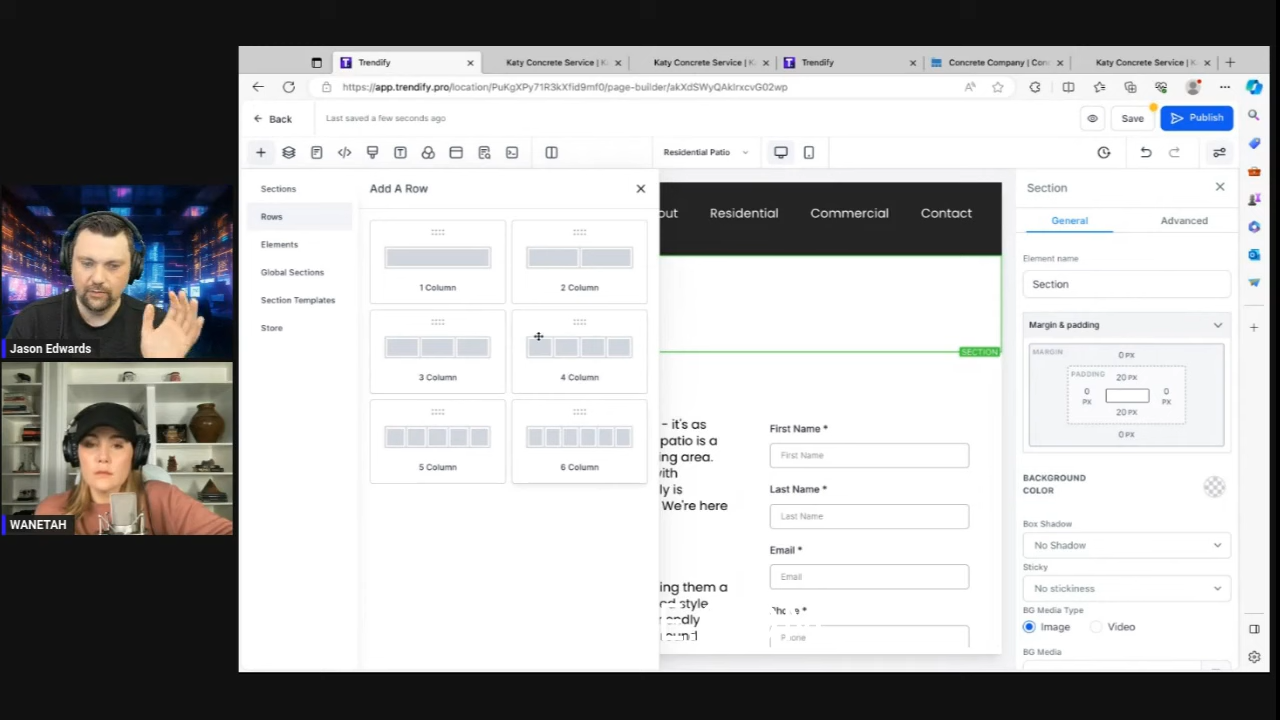 Trendify
Katy Concrete Service | K
Katy Concrete Service | K
Trendify
Concrete Company | Con
Katy Concrete Service | K
https://app.trendify.pro/location/PuKgXPy71R3kXfid9mf0/page-builder/akXdSWyQAkIrxcvG02wp
Back
Last saved a few seconds ago
Save
Publish
Residential Patio
Sections
Rows
Elements
Global Sections
Section Templates
Store
Add A Row
1 Column
2 Column
3 Column
4 Column
5 Column
6 Column
out
Residential
Commercial
Contact
SECTION
- it's as
patio is a
ng area.
vith
ly is
We're here
ing them a
d style
endly
ound
First Name *
First Name
Last Name *
Last Name
Email *
Email
Phone *
Phone
Section
General
Advanced
Element name
Section
Margin & padding
MARGIN
0 PX
PADDING
20 PX
0 PX
0 PX
20 PX
0 PX
BACKGROUND COLOR
Box Shadow
No Shadow
Sticky
No stickiness
BG Media Type
Image
Video
BG Media
Jason Edwards
WANETAH